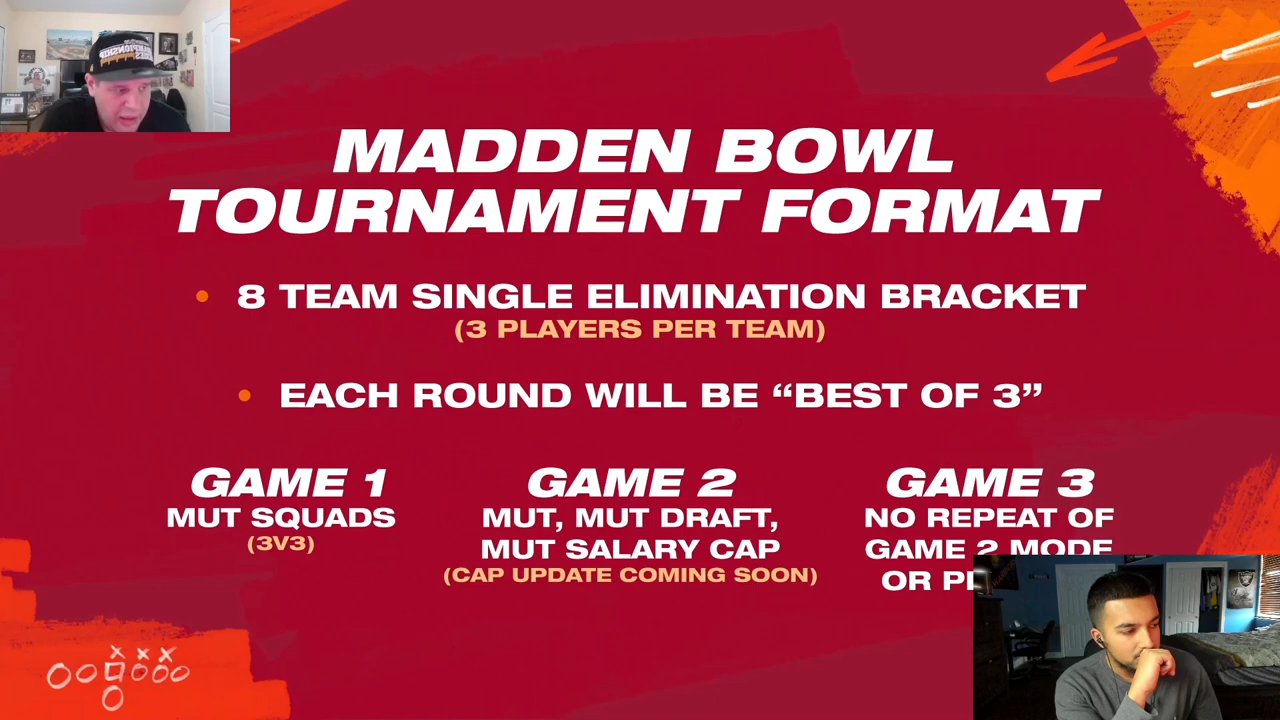 MADDEN BOWL
TOURNAMENT FORMAT
• 8 TEAM SINGLE ELIMINATION BRACKET
(3 PLAYERS PER TEAM)
• EACH ROUND WILL BE “BEST OF 3”
GAME 1
MUT SQUADS
(3V3)
GAME 2
MUT, MUT DRAFT,
MUT SALARY CAP
(CAP UPDATE COMING SOON)
GAME 3
NO REPEAT OF
GAME 2 MODE
OR